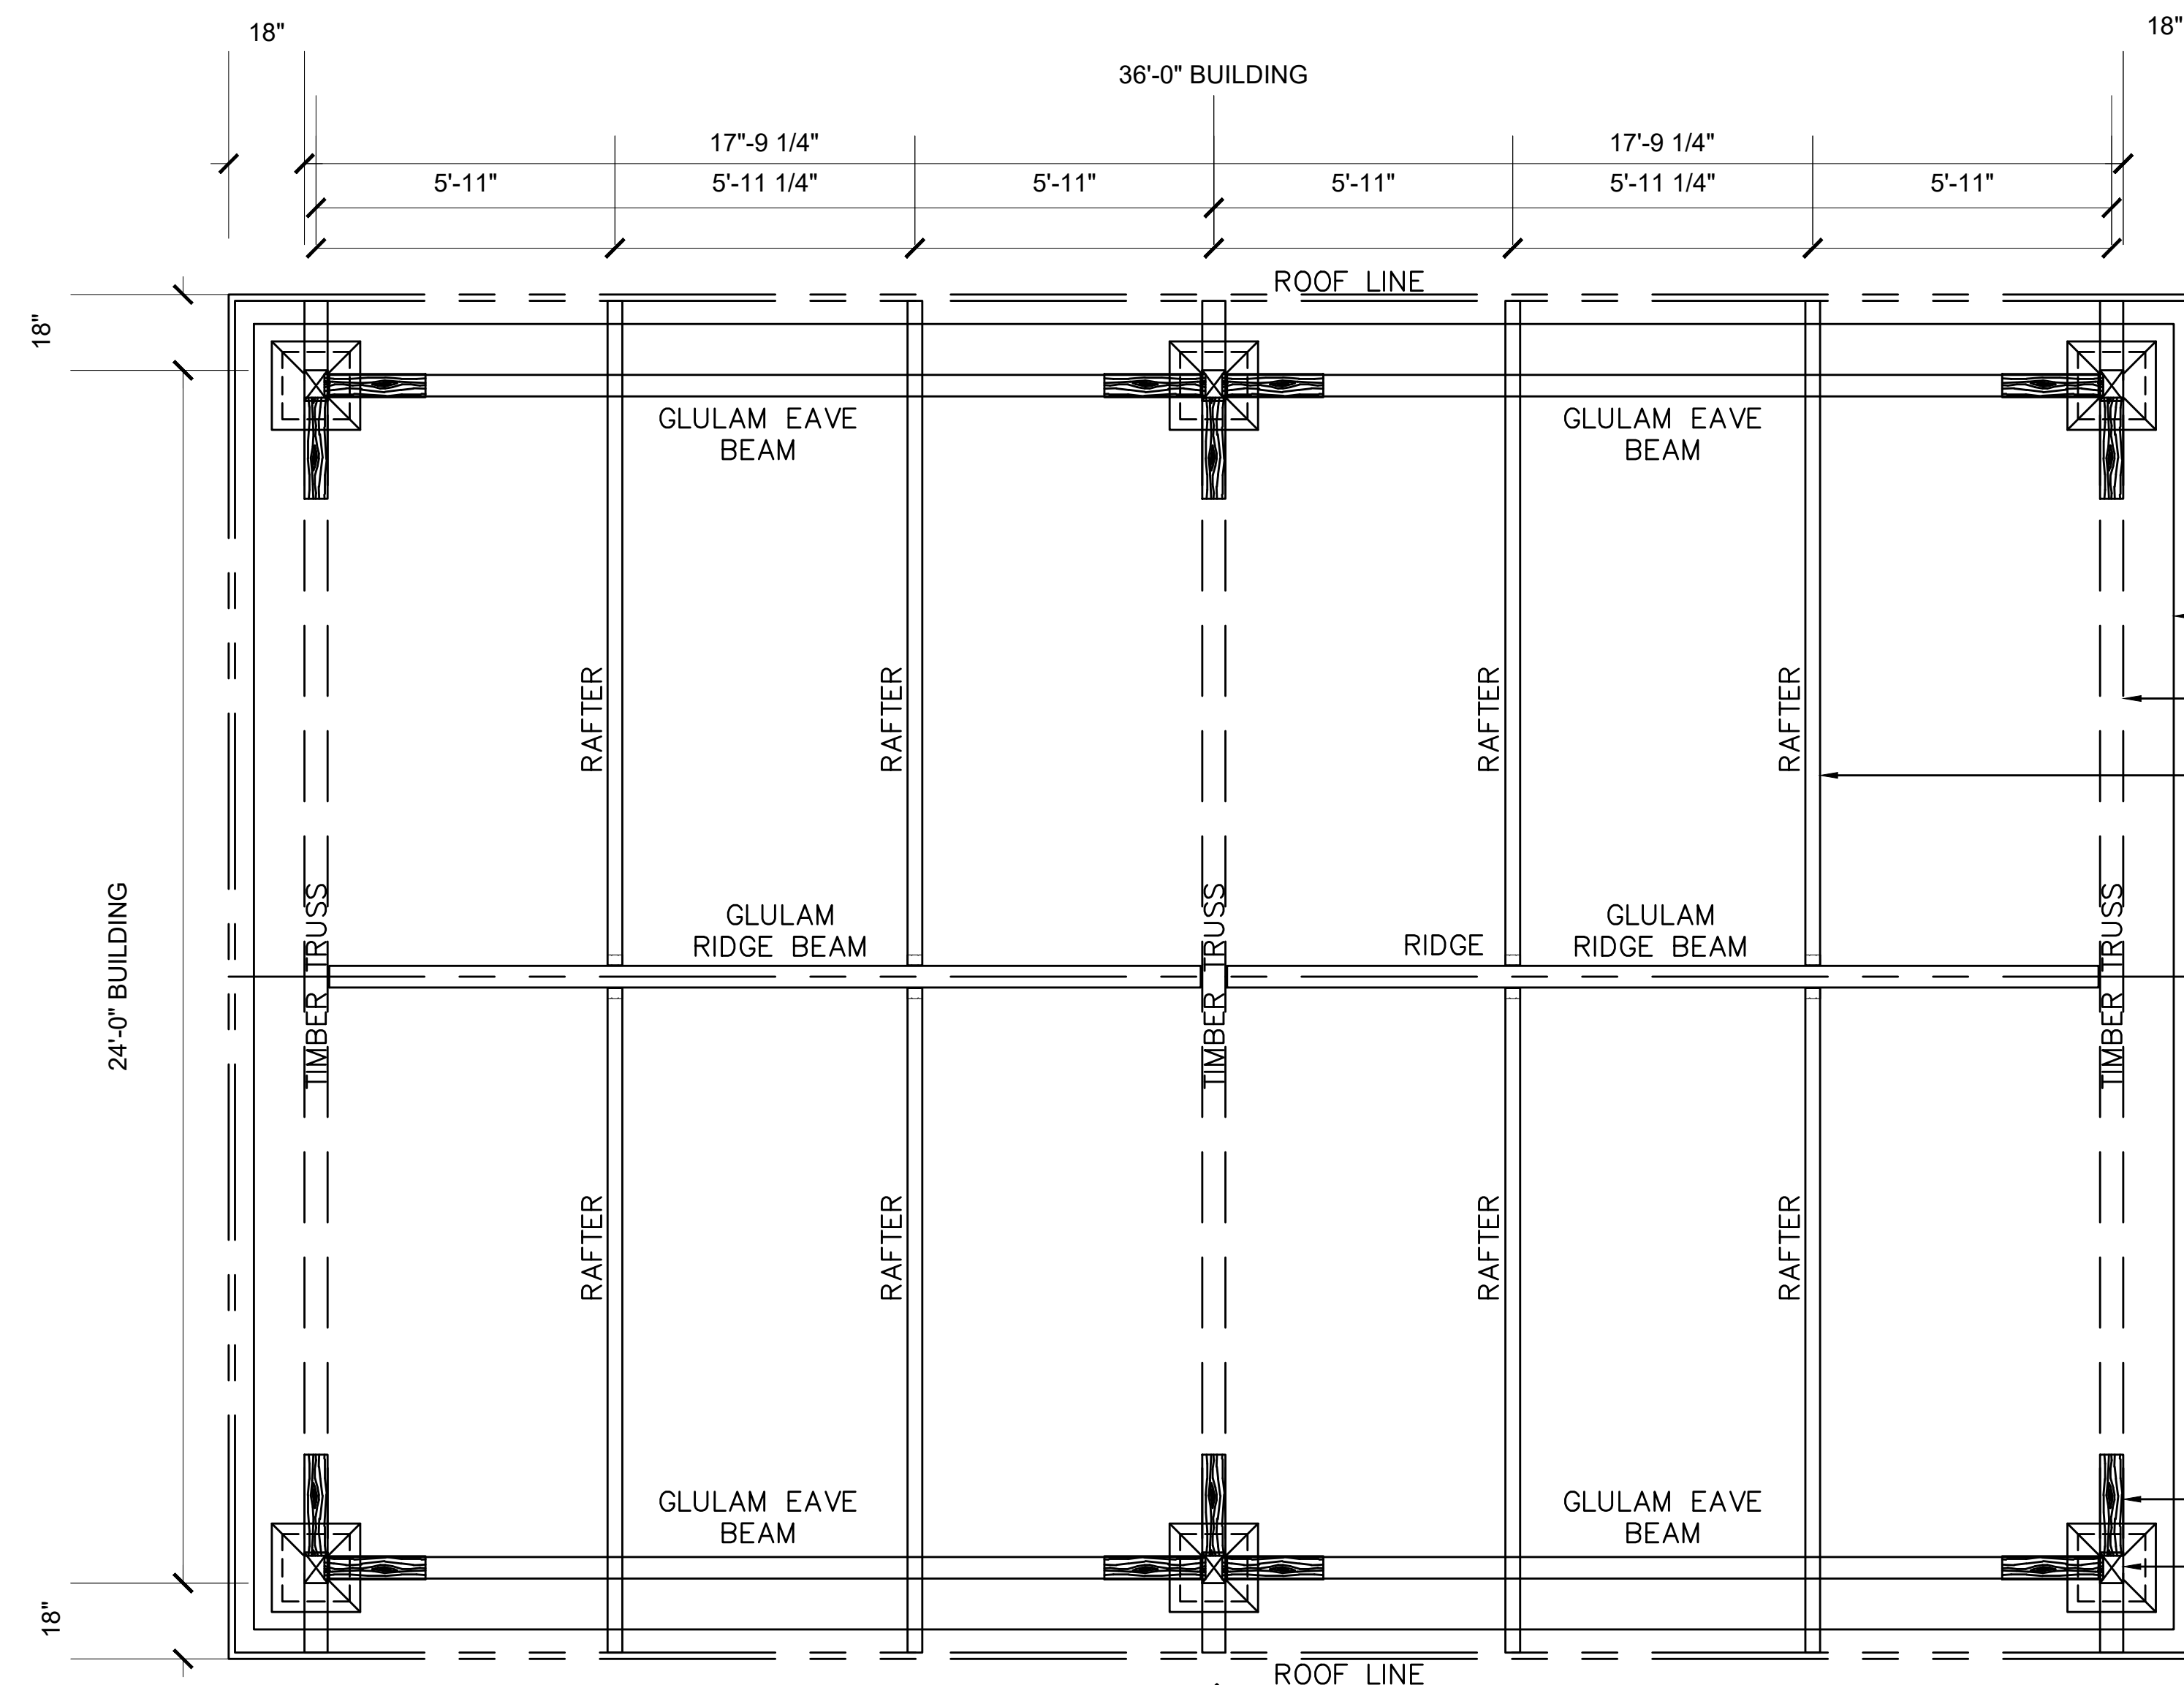 18"
18"
36'-0" BUILDING
17"-9 1/4"
17'-9 1/4"
5'-11"
5'-11 1/4"
5'-11"
5'-11"
5'-11 1/4"
5'-11"
ROOF LINE
18"
GLULAM EAVE
BEAM
GLULAM EAVE
BEAM
RAFTER
RAFTER
RAFTER
RAFTER
24'-0" BUILDING
TIMBER TRUSS
GLULAM
RIDGE BEAM
TIMBER TRUSS
RIDGE
GLULAM
RIDGE BEAM
TIMBER TRUSS
RAFTER
RAFTER
RAFTER
RAFTER
GLULAM EAVE
BEAM
GLULAM EAVE
BEAM
18"
ROOF LINE